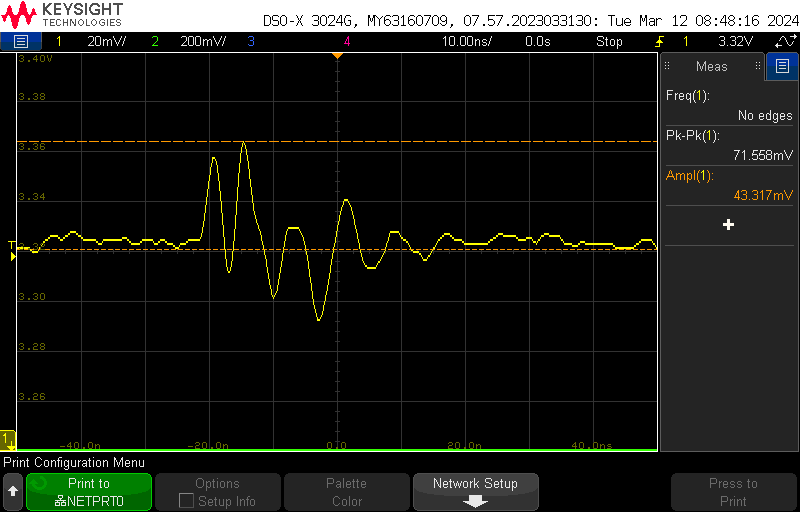 KEYSIGHT
TECHNOLOGIES
DSO-X 3024G, MY63160709, 07.57.2023033130: Tue Mar 12 08:48:16 2024
1 20mV/ 2 200mV/ 3 4 10.00ns/ 0.0s Stop 1 3.32V
3.40V
3.38
3.36
3.34
3.32
3.30
3.28
3.26
T
1
-40.0n -20.0n 0.0 20.0n 40.0ns
Meas
Freq(1):
No edges
Pk-Pk(1):
71.558mV
Ampl(1):
43.317mV
Print Configuration Menu
Print to
NETPRT0
Options
Setup Info
Palette
Color
Network Setup
Press to
Print